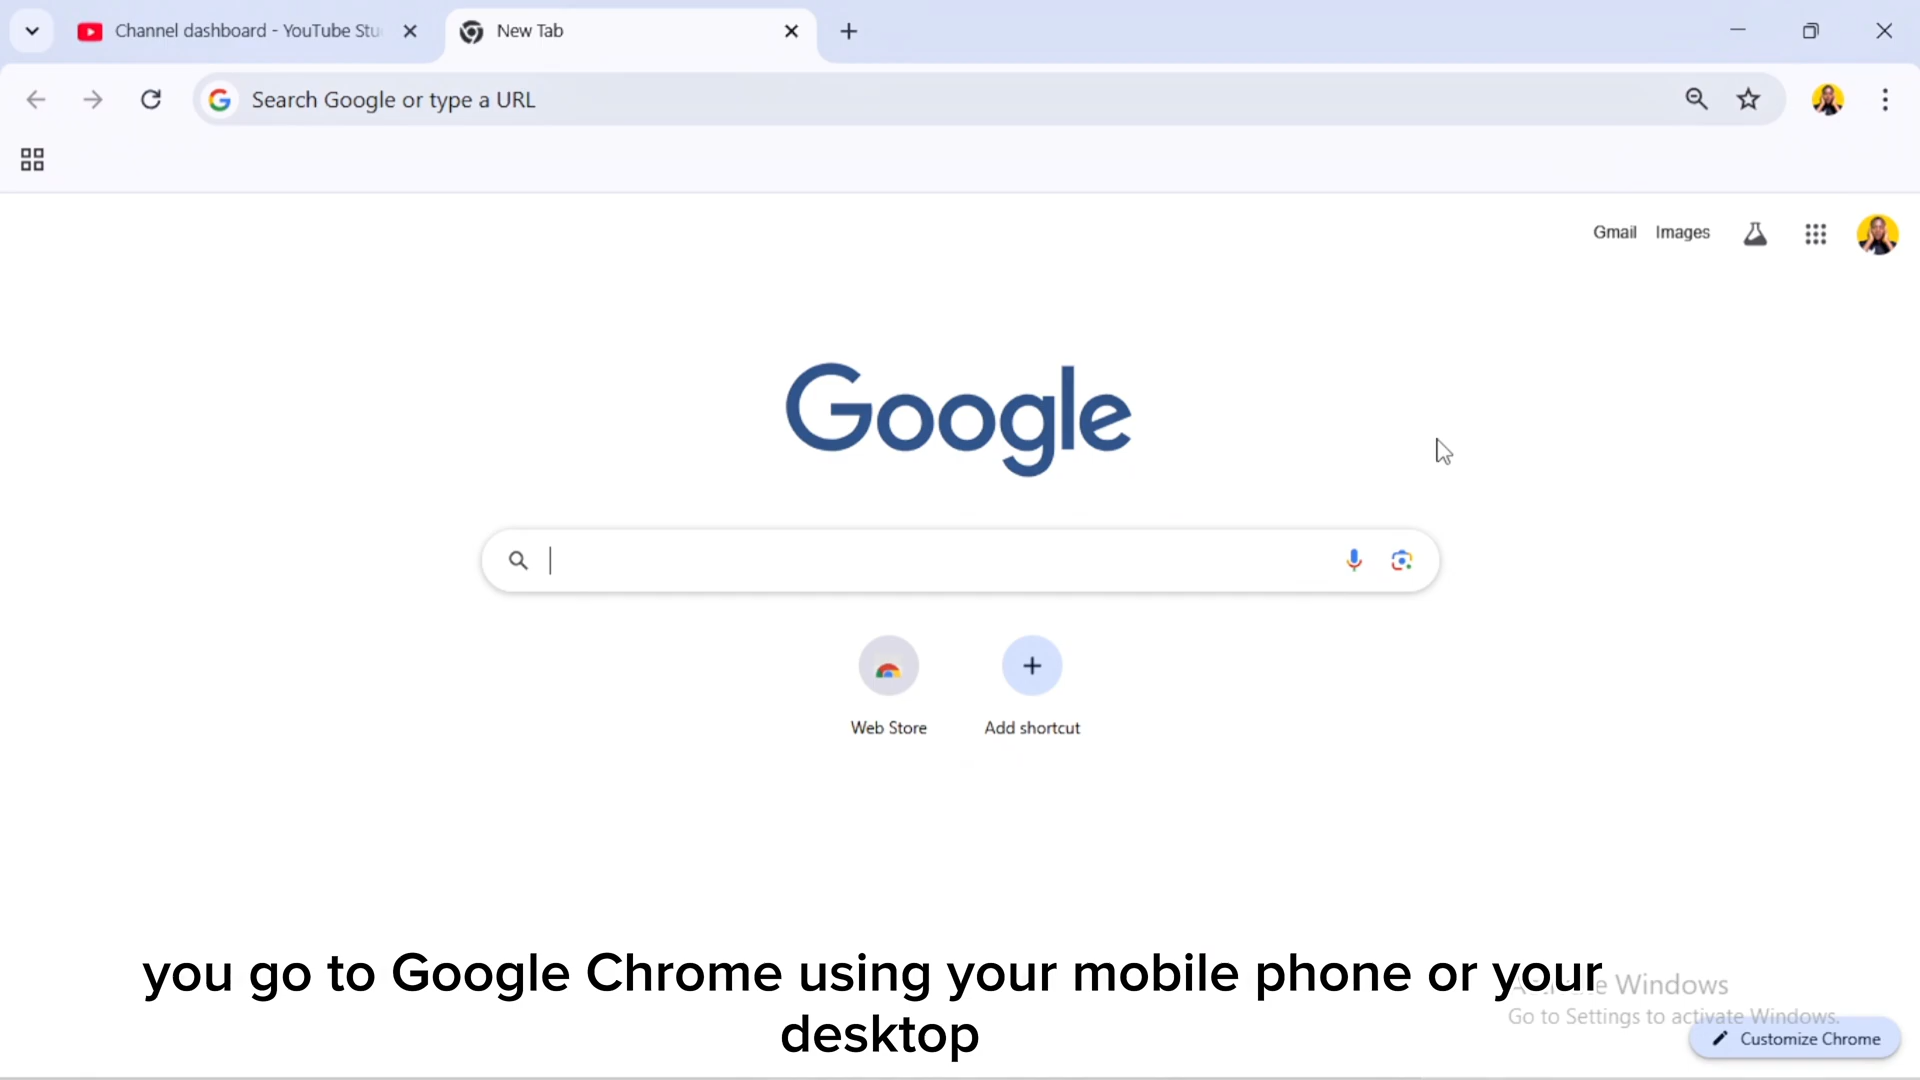 Channel dashboard - YouTube Stu
New Tab
Search Google or type a URL
Gmail Images
Google
Web Store
Add shortcut
you go to Google Chrome using your mobile phone or your
desktop
Windows
Go to Settings to activate Windows.
Customize Chrome